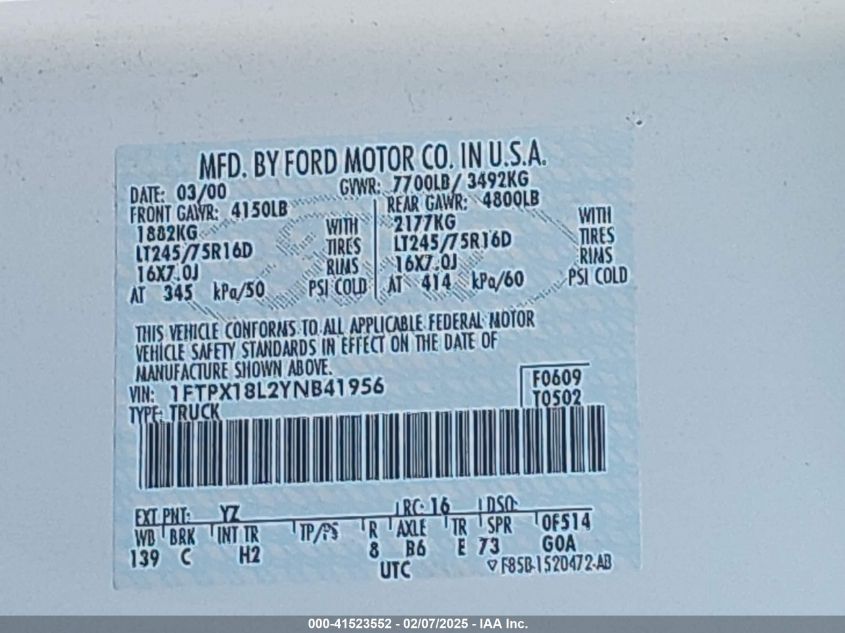 MFD. BY FORD MOTOR CO. IN U.S.A.
DATE: 03/00 GVWR: 7700LB/ 3492KG
FRONT GAWR: 4150LB REAR GAWR: 4800LB
1882KG WITH 2177KG WITH
LT245/75R16D TIRES LT245/75R16D TIRES
16X7.0J RIMS 16X7.0J RIMS
AT 345 kPa/50 PSI COLD AT 414 kPa/60 PSI COLD
THIS VEHICLE CONFORMS TO ALL APPLICABLE FEDERAL MOTOR
VEHICLE SAFETY STANDARDS IN EFFECT ON THE DATE OF
MANUFACTURE SHOWN ABOVE.
VIN: 1FTPX18L2YNB41956 F0609
TYPE: TRUCK T0502
EXT PNT: YZ RC: 16 DSO:
WB BRK INT TR TP/PS R AXLE TR SPR 0F514
139 C H2 8 B6 E 73 GOA
UTC F85B-1520472-AB
000-41523552 - 02/07/2025 - IAA Inc.